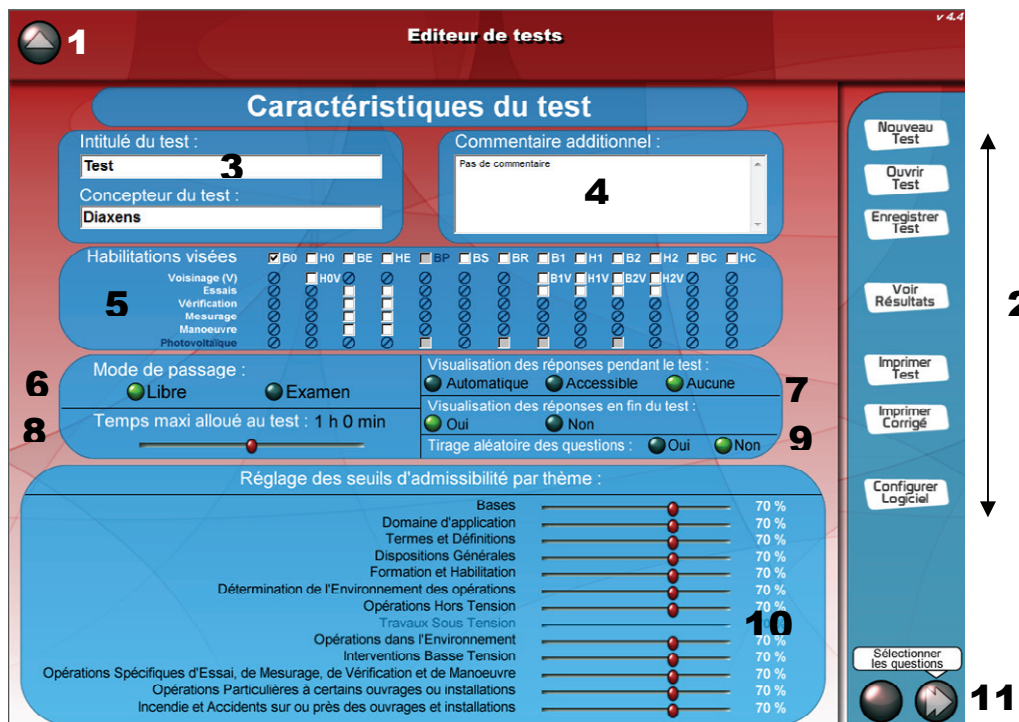 v 4.4
1
Editeur de tests
Caractéristiques du test
Intitulé du test :
Test
3
Concepteur du test :
Diaxens
Commentaire additionnel :
Pas de commentaire
4
Habilitations visées B0 H0 BE HE BP BS BR B1 H1 B2 H2 BC HC
Voisinage (V) H0V B1V H1V B2V H2V
Essais
5
Vérification
Mesurage
Manoeuvre
Photovoltaïque
6
Mode de passage :
Libre Examen
8
Temps maxi alloué au test : 1 h 0 min
Visualisation des réponses pendant le test :
Automatique Accessible Aucune
7
Visualisation des réponses en fin du test :
Oui Non
Tirage aléatoire des questions : Oui Non
9
Réglage des seuils d'admissibilité par thème :
Bases 70 %
Domaine d'application 70 %
Termes et Définitions 70 %
Dispositions Générales 70 %
Formation et Habilitation 70 %
Détermination de l'Environnement des opérations 70 %
Opérations Hors Tension 70 %
Travaux Sous Tension
10
Opérations dans l'Environnement 70 %
Interventions Basse Tension 70 %
Opérations Spécifiques d'Essai, de Mesurage, de Vérification et de Manoeuvre 70 %
Opérations Particulières à certains ouvrages ou installations 70 %
Incendie et Accidents sur ou près des ouvrages et installations 70 %
Nouveau
Test
Ouvrir
Test
Enregistrer
Test
Voir
Résultats
2
Imprimer
Test
Imprimer
Corrigé
Configurer
Logiciel
Sélectionner
les questions
11